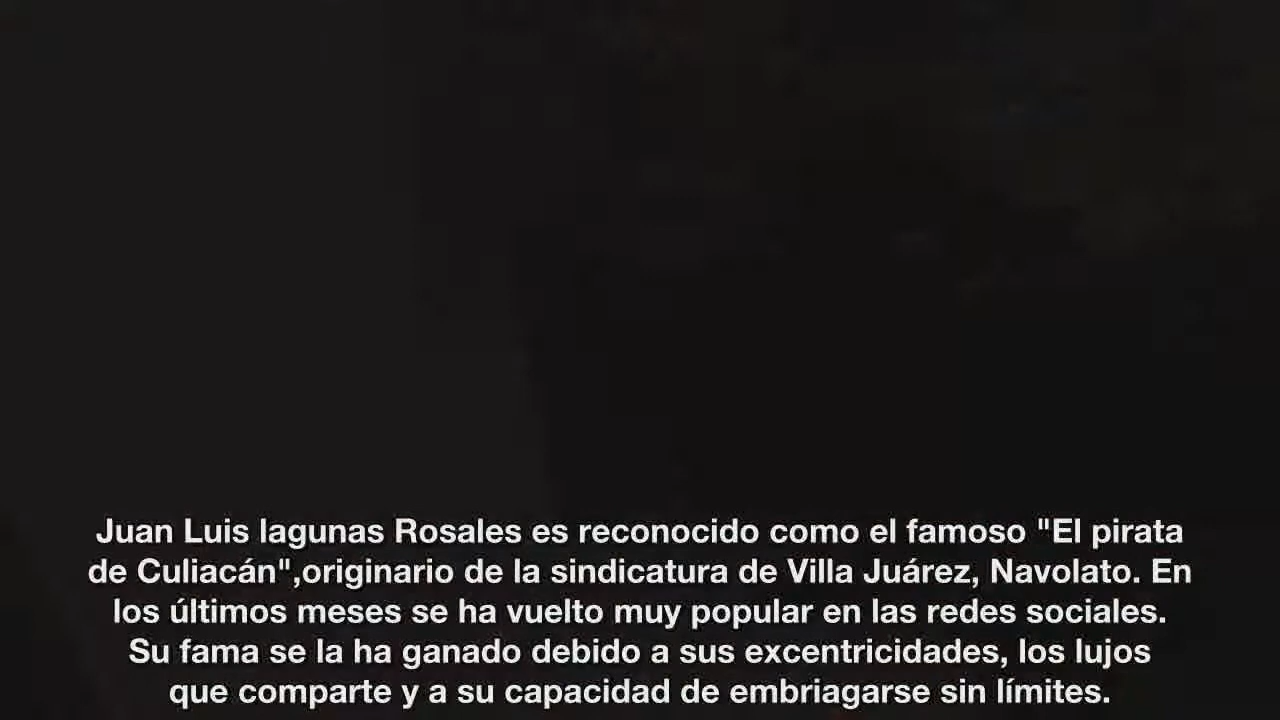 Juan Luis lagunas Rosales es reconocido como el famoso "El pirata
de Culiacán",originario de la sindicatura de Villa Juárez, Navolato. En
los últimos meses se ha vuelto muy popular en las redes sociales.
Su fama se la ha ganado debido a sus excentricidades, los lujos
que comparte y a su capacidad de embriagarse sin límites.